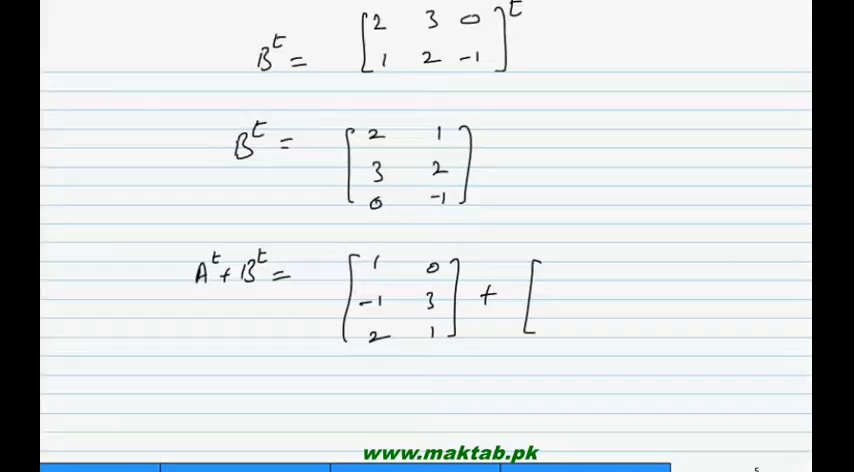 B^t = [2 3 0
1 2 -1]^t
B^t = [2 1
3 2
0 -1]
A^t + B^t = [1 0
-1 3
2 1] + [
www.maktab.pk
5